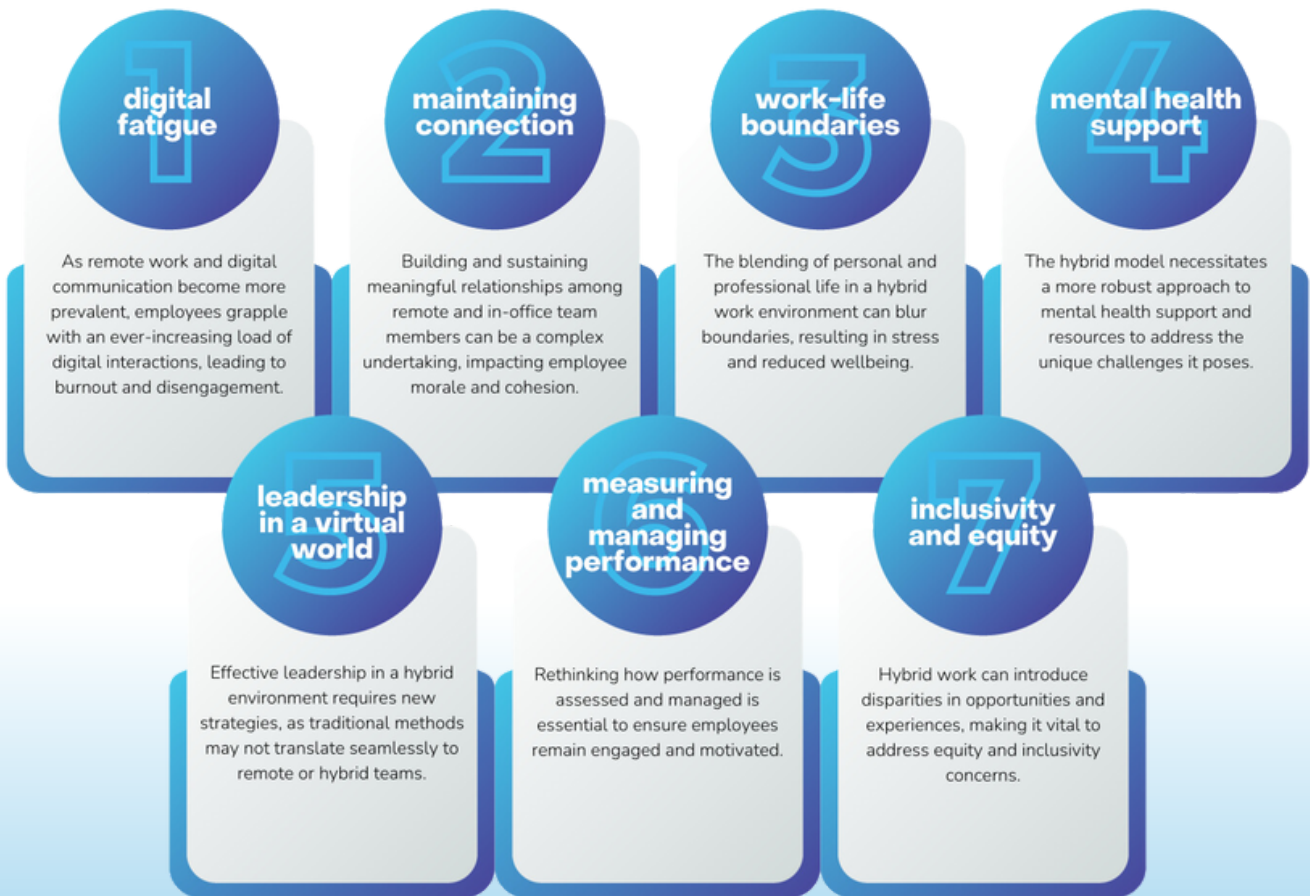 1
digital
fatigue
As remote work and digital
communication become more
prevalent, employees grapple
with an ever-increasing load of
digital interactions, leading to
burnout and disengagement.
2
maintaining
connection
Building and sustaining
meaningful relationships among
remote and in-office team
members can be a complex
undertaking, impacting employee
morale and cohesion.
3
work-life
boundaries
The blending of personal and
professional life in a hybrid
work environment can blur
boundaries, resulting in stress
and reduced wellbeing.
4
mental health
support
The hybrid model necessitates
a more robust approach to
mental health support and
resources to address the
unique challenges it poses.
5
leadership
in a virtual
world
Effective leadership in a hybrid
environment requires new
strategies, as traditional methods
may not translate seamlessly to
remote or hybrid teams.
6
measuring
and
managing
performance
Rethinking how performance is
assessed and managed is
essential to ensure employees
remain engaged and motivated.
7
inclusivity
and equity
Hybrid work can introduce
disparities in opportunities and
experiences, making it vital to
address equity and inclusivity
concerns.